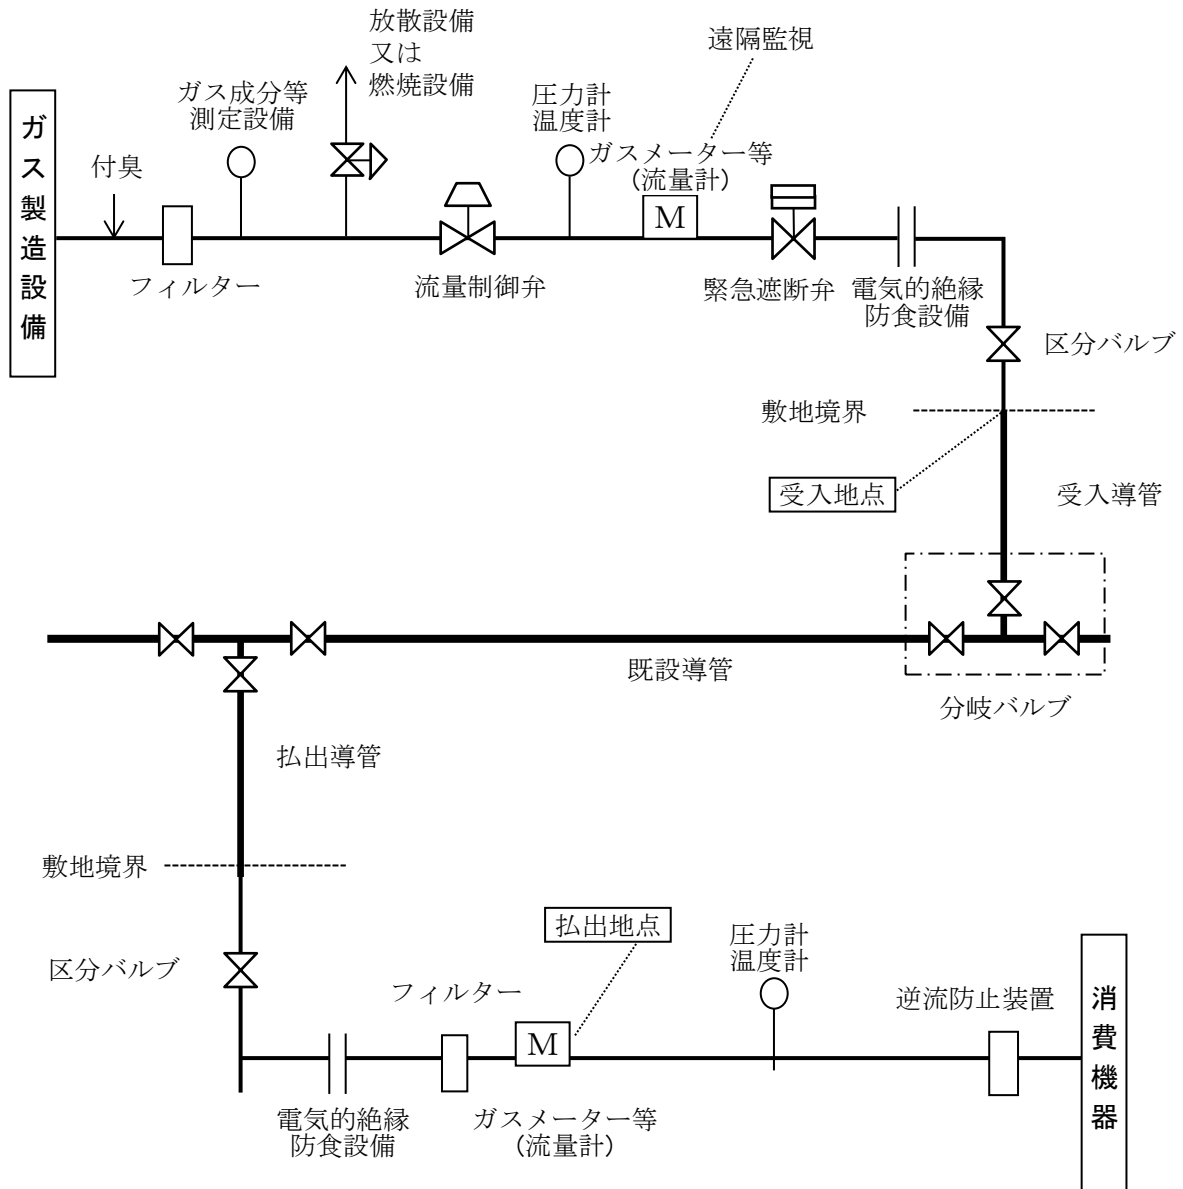 放散設備
又は
燃焼設備
遠隔監視
ガス成分等
測定設備
圧力計
温度計
ガス製造設備
付臭
ガスメーター等
(流量計)
M
フィルター
流量制御弁
緊急遮断弁
電気的絶縁
防食設備
区分バルブ
敷地境界
受入地点
受入導管
既設導管
分岐バルブ
払出導管
敷地境界
払出地点
圧力計
温度計
区分バルブ
フィルター
逆流防止装置
消費機器
M
電気的絶縁
防食設備
ガスメーター等
(流量計)